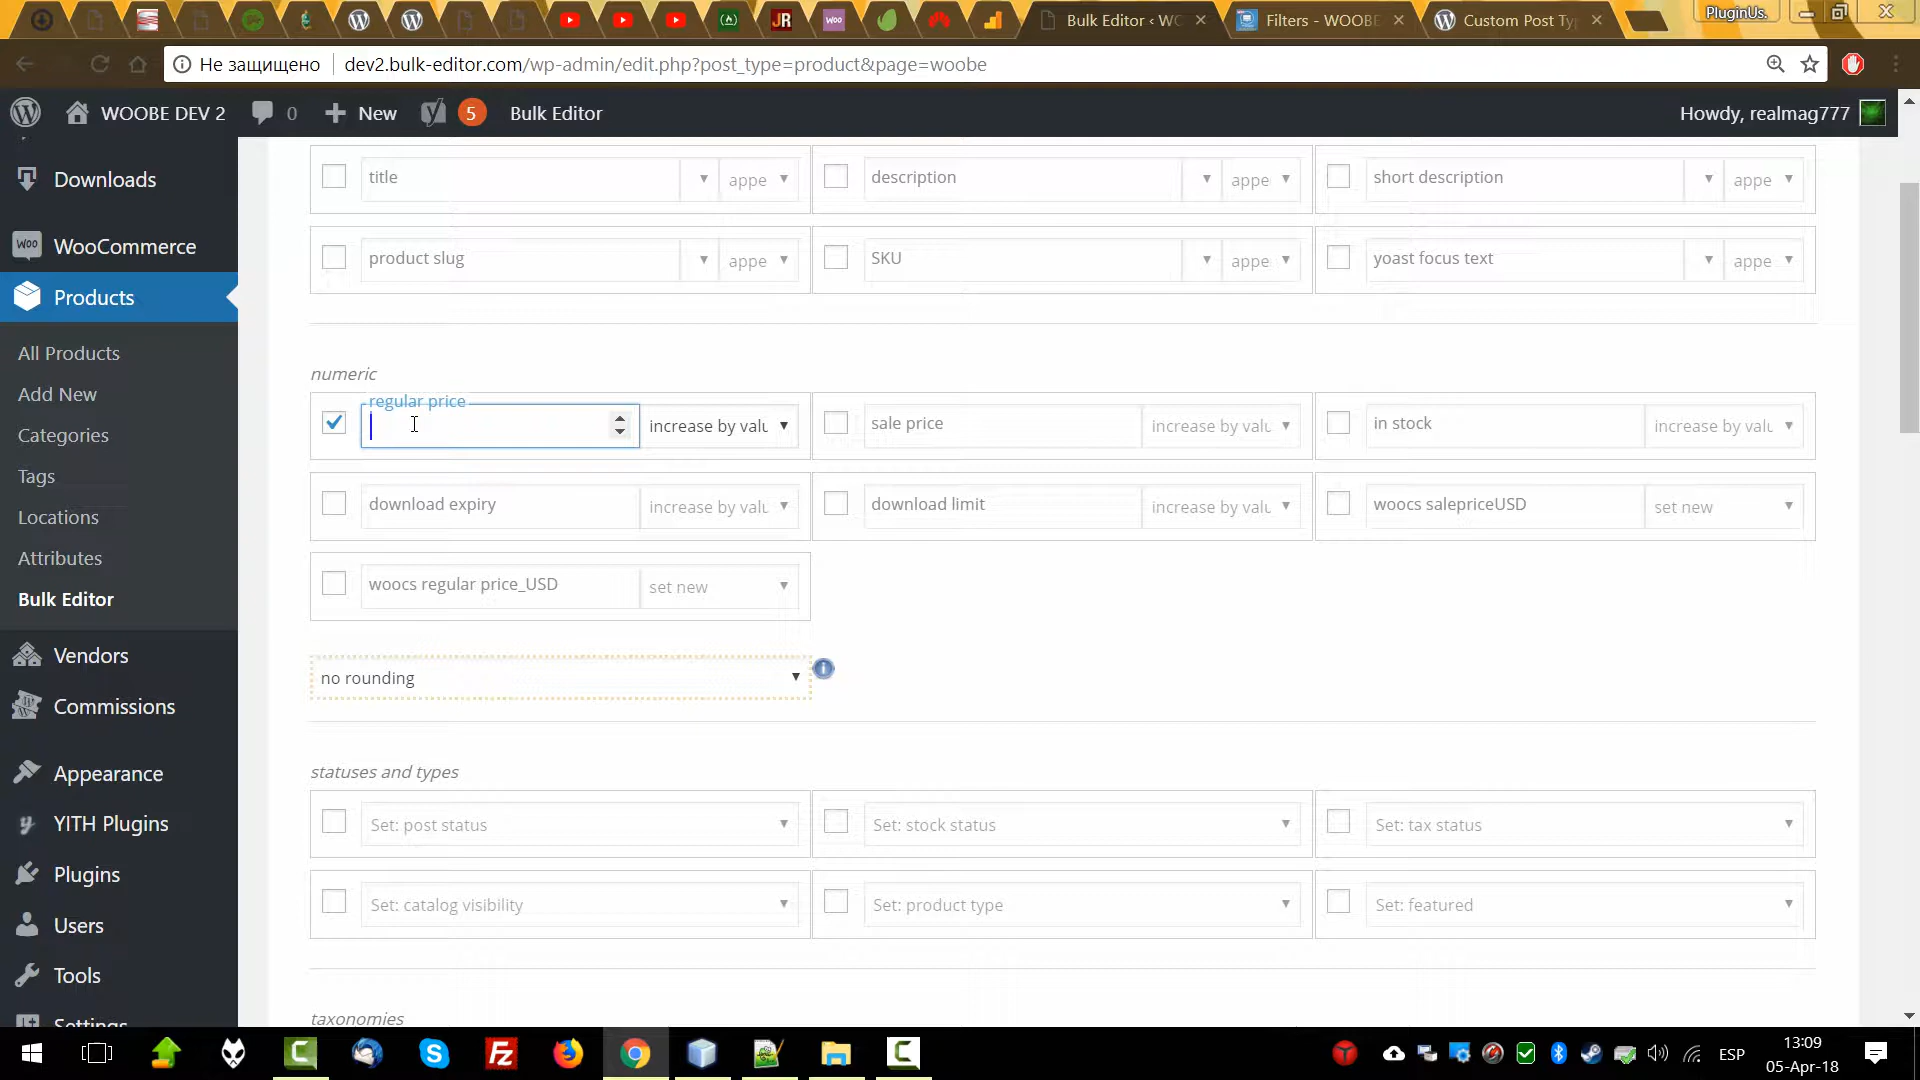 JR
Woo
Bulk Editor ‹ WC
Filters - WOOBE
Custom Post Ty
PluginUs.
Не защищено
dev2.bulk-editor.com/wp-admin/edit.php?post_type=product&page=woobe
WOOBE DEV 2
0
New
5
Bulk Editor
Howdy, realmag777
Downloads
WooCommerce
Products
All Products
Add New
Categories
Tags
Locations
Attributes
Bulk Editor
Vendors
Commissions
Appearance
YITH Plugins
Plugins
Users
Tools
Settings
title
appe
description
appe
short description
appe
product slug
appe
SKU
appe
yoast focus text
appe
numeric
regular price
increase by valu
sale price
increase by valu
in stock
increase by valu
download expiry
increase by valu
download limit
increase by valu
woocs salepriceUSD
set new
woocs regular price_USD
set new
no rounding
statuses and types
Set: post status
Set: stock status
Set: tax status
Set: catalog visibility
Set: product type
Set: featured
taxonomies
ESP
13:09
05-Apr-18